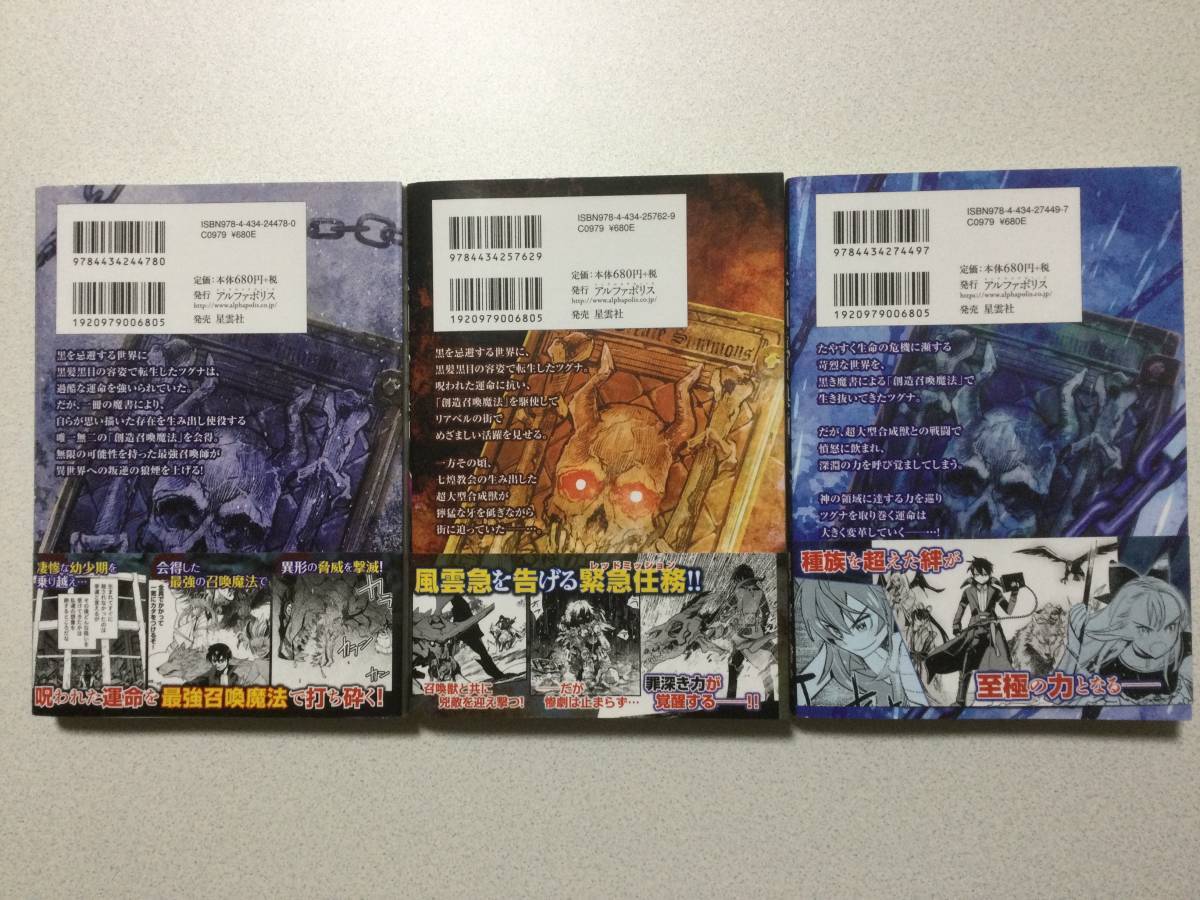 ISBN978-4-434-24478-0
C0979 ¥680E
9784434244780
定価:本体680円+税
発行 アルファポリス
http://www.alphapolis.co.jp/
1920979006805
発売 星雲社
黒を忌避する世界に
黒髪黒目の容姿で転生したツグナは、
過酷な運命を強いられていた。
だが、一冊の魔書により、
自らが思い描いた存在を生み出し使役する
唯一無二の「創造召喚魔法」を会得。
無限の可能性を持った最強召喚師が
異世界への叛逆の狼煙を上げる!
凄惨な幼少期を
乗り越え…
会得した
最強の召喚魔法で
異形の脅威を撃滅!
全員でかかって
一気にカタをつけるぞ!
呪われた運命を最強召喚魔法で打ち砕く!
ISBN978-4-434-25762-9
C0979 ¥680E
9784434257629
定価:本体680円+税
発行 アルファポリス
http://www.alphapolis.co.jp/
1920979006805
発売 星雲社
Create Summons
黒を忌避する世界に、
黒髪黒目の容姿で転生したツグナ。
呪われた運命に抗い、
「創造召喚魔法」を駆使して
リアベルの街で
めざましい活躍を見せる。
一方その頃、
七煌教会の生み出した
超大型合成獣が
獰猛な牙を砥ぎながら
街に迫っていた――…
レッドミッション
風雲急を告げる緊急任務!!
召喚獣と共に
兇敵を迎え撃つ!
だが
惨劇は止まらず…
罪深き力が
覚醒する――!!
ISBN978-4-434-27449-7
C0979 ¥680E
9784434274497
定価:本体680円+税
発行 アルファポリス
https://www.alphapolis.co.jp/
1920979006805
発売 星雲社
たやすく生命の危機に瀕する
苛烈な世界を、
黒き魔書による「創造召喚魔法」で
生き抜いてきたツグナ。
だが、超大型合成獣との戦闘で
憤怒に飲まれ、
深淵の力を呼び覚ましてしまう。
神の領域に達する力を巡り
ツグナを取り巻く運命は
大きく変革していく――…!
種族を超えた絆が
至極の力となる――